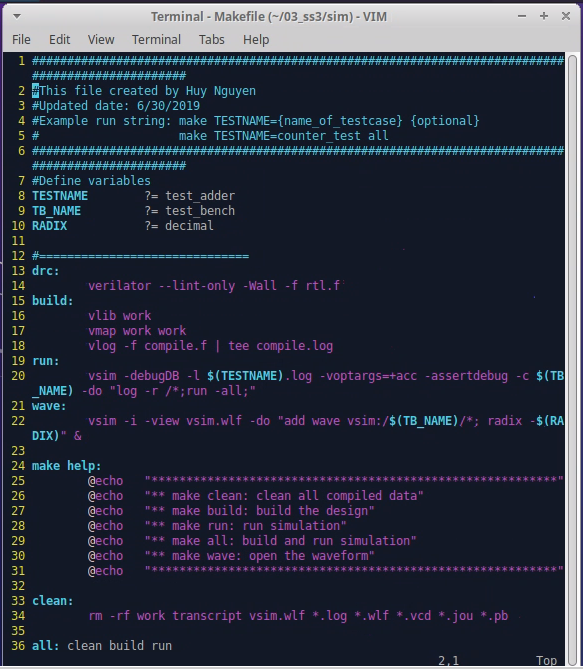 Terminal - Makefile (~/03_ss3/sim) - VIM
File Edit View Terminal Tabs Help
1 ############################################################################
######################
2 #This file created by Huy Nguyen
3 #Updated date: 6/30/2019
4 #Example run string: make TESTNAME={name_of_testcase} {optional}
5 #                    make TESTNAME=counter_test all
6 ############################################################################
######################
7 #Define variables
8 TESTNAME        ?= test_adder
9 TB_NAME         ?= test_bench
10 RADIX           ?= decimal
11
12 #==============================
13 drc:
14         verilator --lint-only -Wall -f rtl.f
15 build:
16         vlib work
17         vmap work work
18         vlog -f compile.f | tee compile.log
19 run:
20         vsim -debugDB -l $(TESTNAME).log -voptargs=+acc -assertdebug -c $(TB
_NAME) -do "log -r /*;run -all;"
21 wave:
22         vsim -i -view vsim.wlf -do "add wave vsim:/$(TB_NAME)/*; radix -$(RA
DIX)" &
23
24 make help:
25         @echo   "**********************************************************"
26         @echo   "** make clean: clean all compiled data"
27         @echo   "** make build: build the design"
28         @echo   "** make run: run simulation"
29         @echo   "** make all: build and run simulation"
30         @echo   "** make wave: open the waveform"
31         @echo   "**********************************************************"
32
33 clean:
34         rm -rf work transcript vsim.wlf *.log *.wlf *.vcd *.jou *.pb
35
36 all: clean build run
2,1 Top